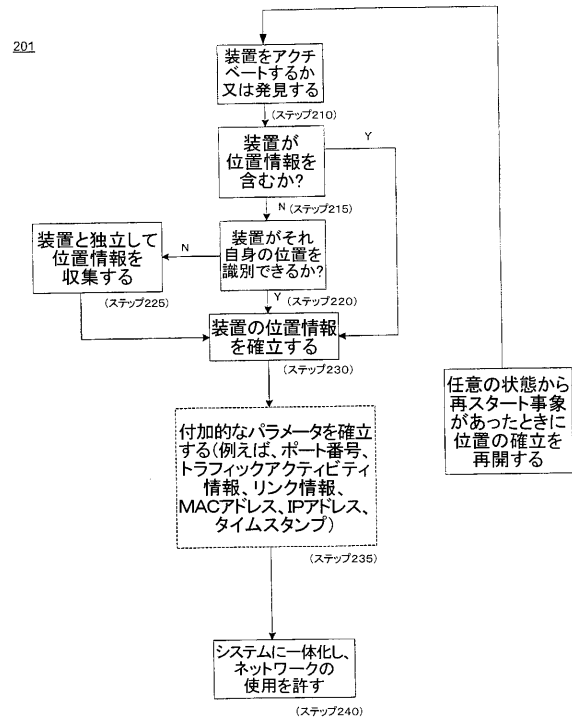 201
装置をアクチ
ベートするか
又は発見する
(ステップ210)
装置が
位置情報を
含むか?
Y
N
(ステップ215)
装置と独立して
位置情報を
収集する
N
装置がそれ
自身の位置を
識別できるか?
(ステップ225)
Y
(ステップ220)
装置の位置情報
を確立する
(ステップ230)
任意の状態から
再スタート事象
があったときに
位置の確立を
再開する
付加的なパラメータを確立
する(例えば、ポート番号、
トラフィックアクティビティ
情報、リンク情報、
MACアドレス、IPアドレス、
タイムスタンプ)
(ステップ235)
システムに一体化し、
ネットワークの
使用を許す
(ステップ240)